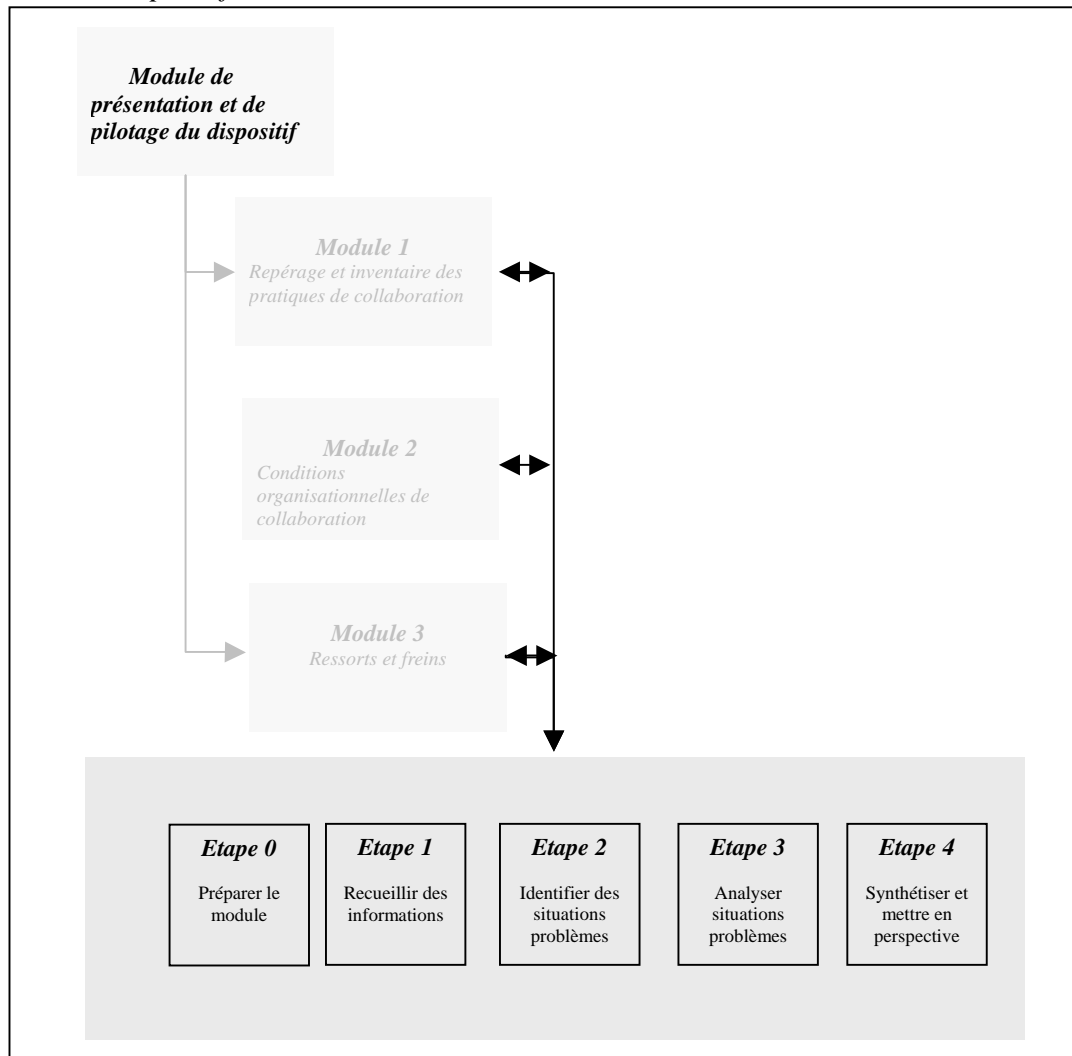 Module de
présentation et de
pilotage du dispositif
Module 1
Repérage et inventaire des
pratiques de collaboration
Module 2
Conditions
organisationnelles de
collaboration
Module 3
Ressorts et freins
Etape 0
Préparer le
module
Etape 1
Recueillir des
informations
Etape 2
Identifier des
situations
problèmes
Etape 3
Analyser
situations
problèmes
Etape 4
Synthétiser et
mettre en
perspective